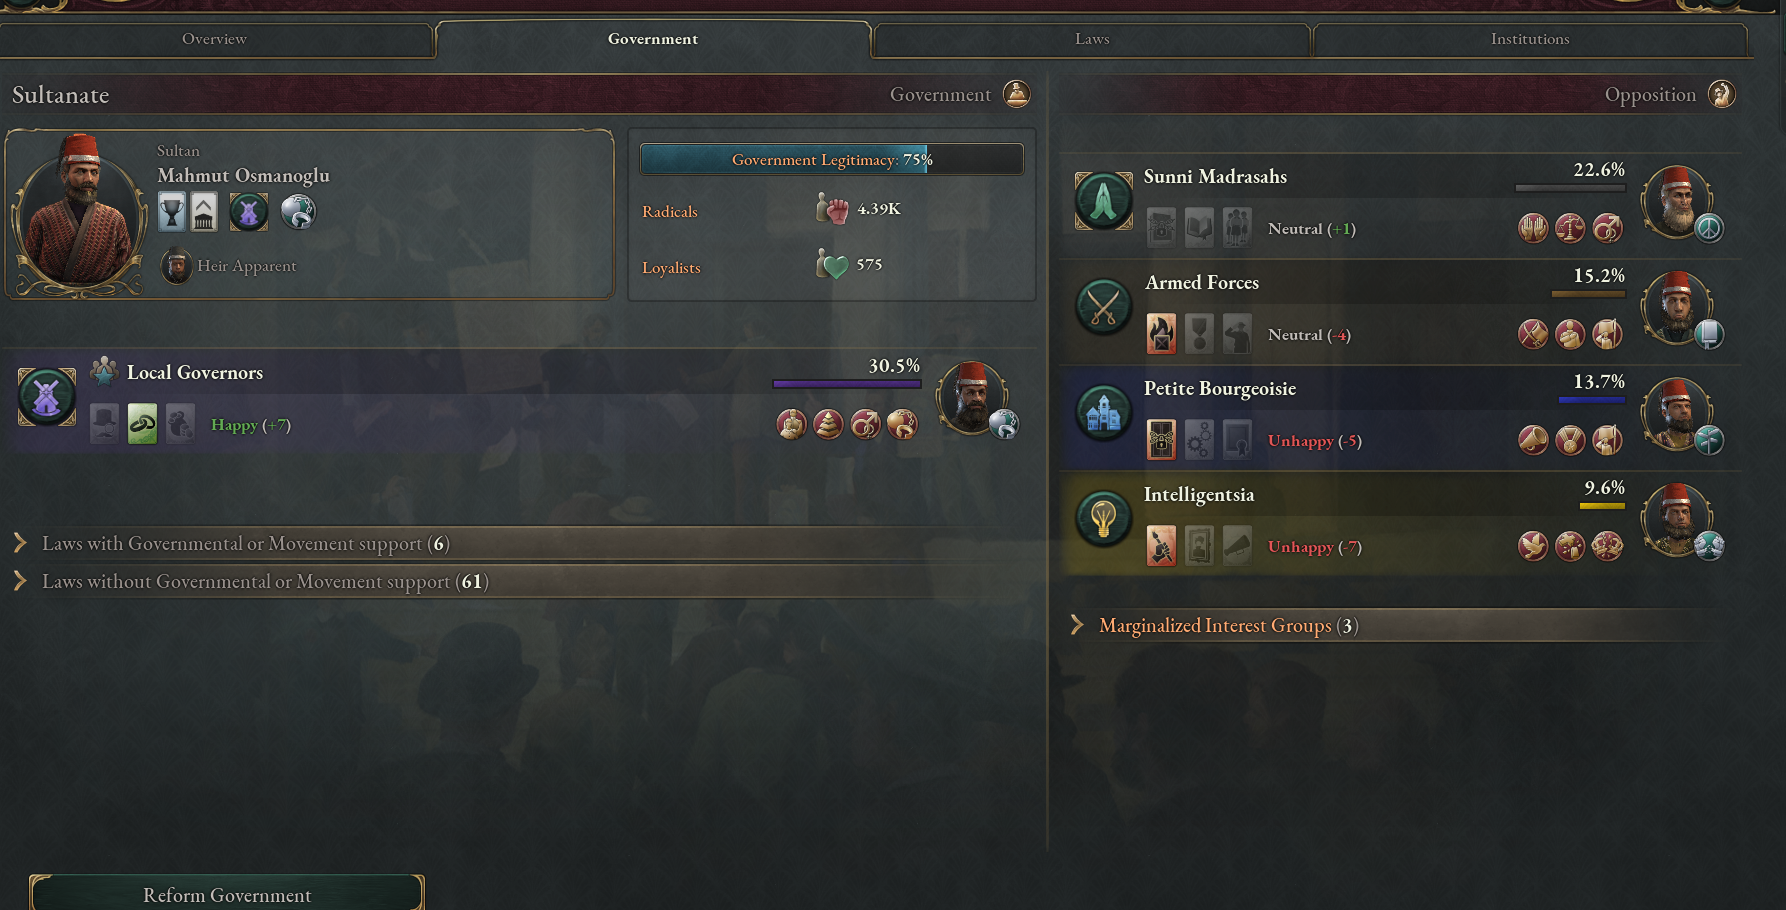 Overview
Government
Laws
Institutions
Sultanate
Government
Opposition
Sultan
Mahmut Osmanoglu
Heir Apparent
Government Legitimacy: 75%
Radicals
4.39K
Loyalists
575
Local Governors
30.5%
Happy (+7)
Laws with Governmental or Movement support (6)
Laws without Governmental or Movement support (61)
Reform Government
Sunni Madrasahs
22.6%
Neutral (+1)
Armed Forces
15.2%
Neutral (-4)
Petite Bourgeoisie
13.7%
Unhappy (-5)
Intelligentsia
9.6%
Unhappy (-7)
Marginalized Interest Groups (3)